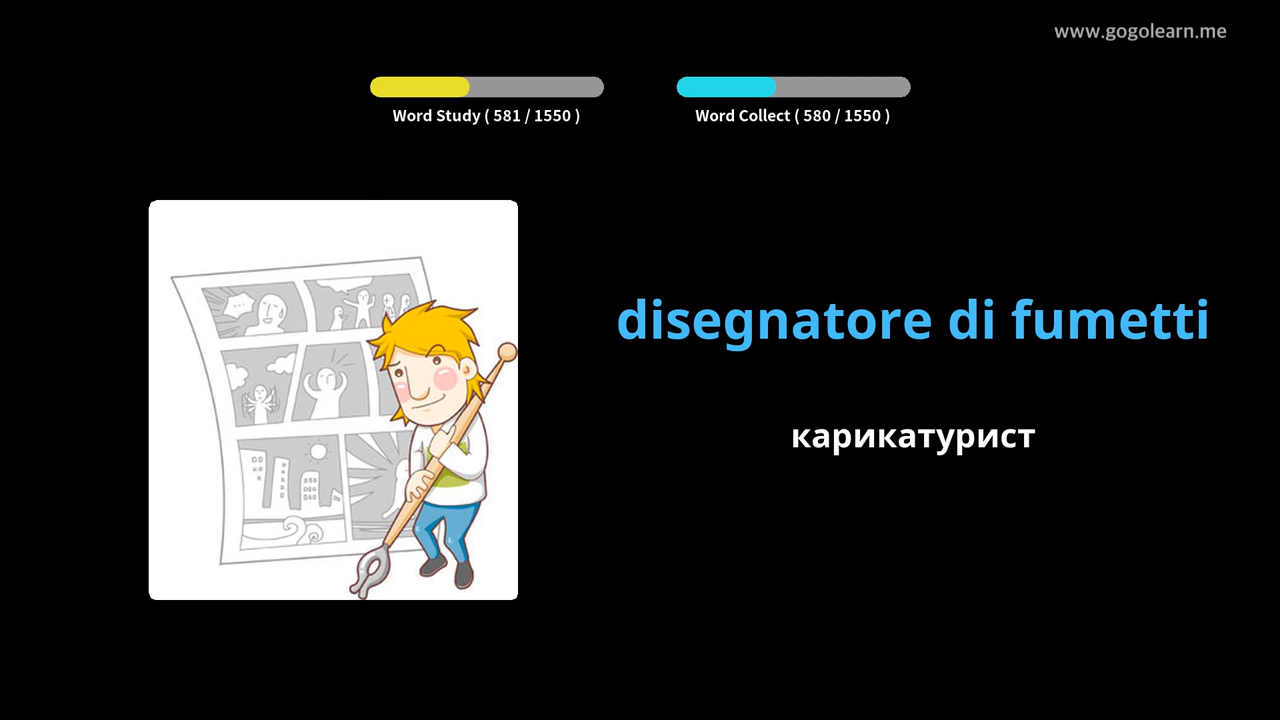 www.gogolearn.me
Word Study ( 581 / 1550 )
Word Collect ( 580 / 1550 )
disegnatore di fumetti
карикатурист